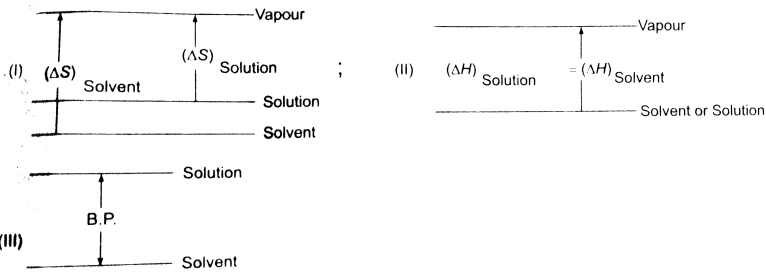 Vapour
(I) (ΔS) Solvent (ΔS) Solution ;
Solution
Solvent
Vapour
(II) (ΔH) Solution = (ΔH) Solvent
Solvent or Solution
Solution
B.P.
(III)
Solvent